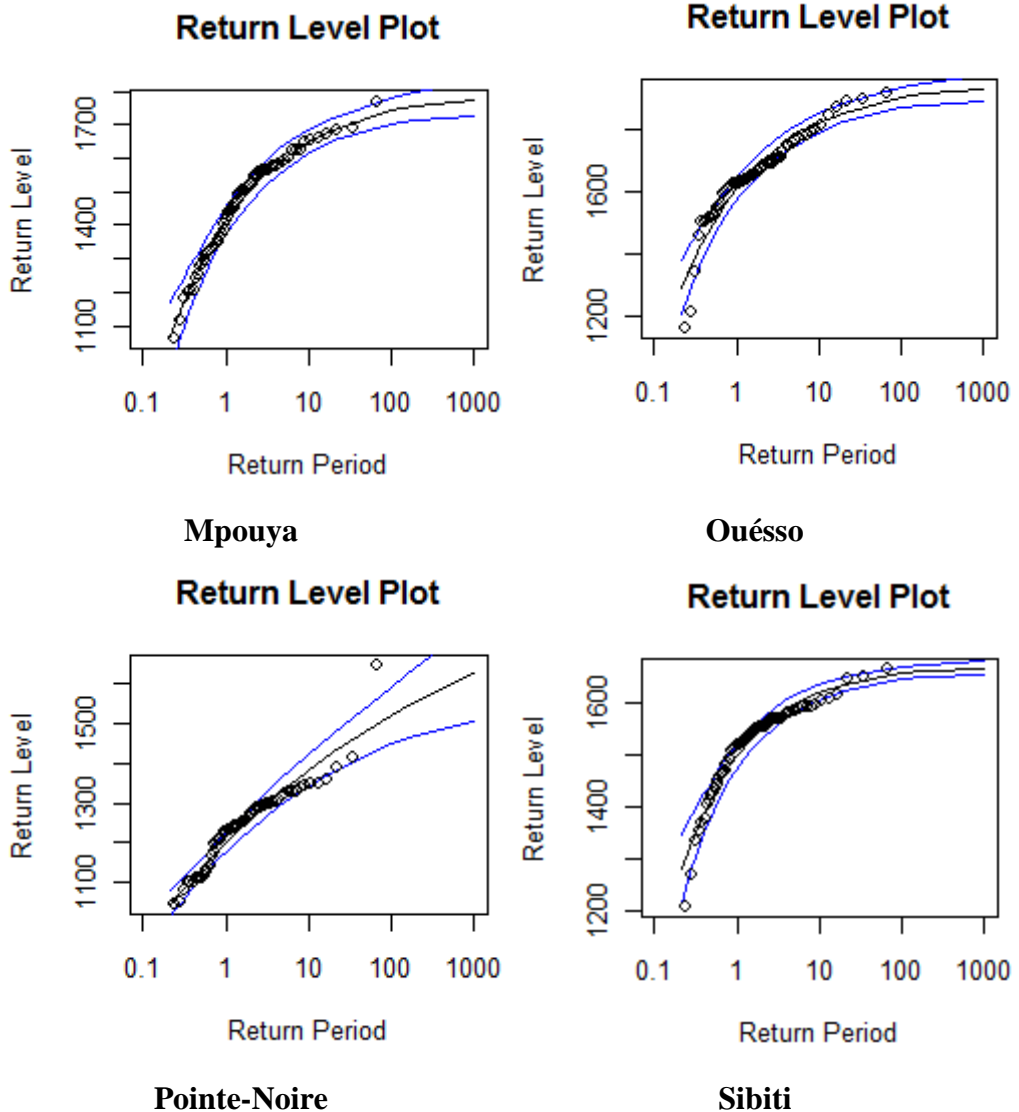 Return Level Plot
Return Level
1100 1400 1700
0.1 1 10 100 1000
Return Period
Mpouya
Return Level Plot
Return Level
1200 1600
0.1 1 10 100 1000
Return Period
Ouésso
Return Level Plot
Return Level
1100 1300 1500
0.1 1 10 100 1000
Return Period
Pointe-Noire
Return Level Plot
Return Level
1200 1400 1600
0.1 1 10 100 1000
Return Period
Sibiti